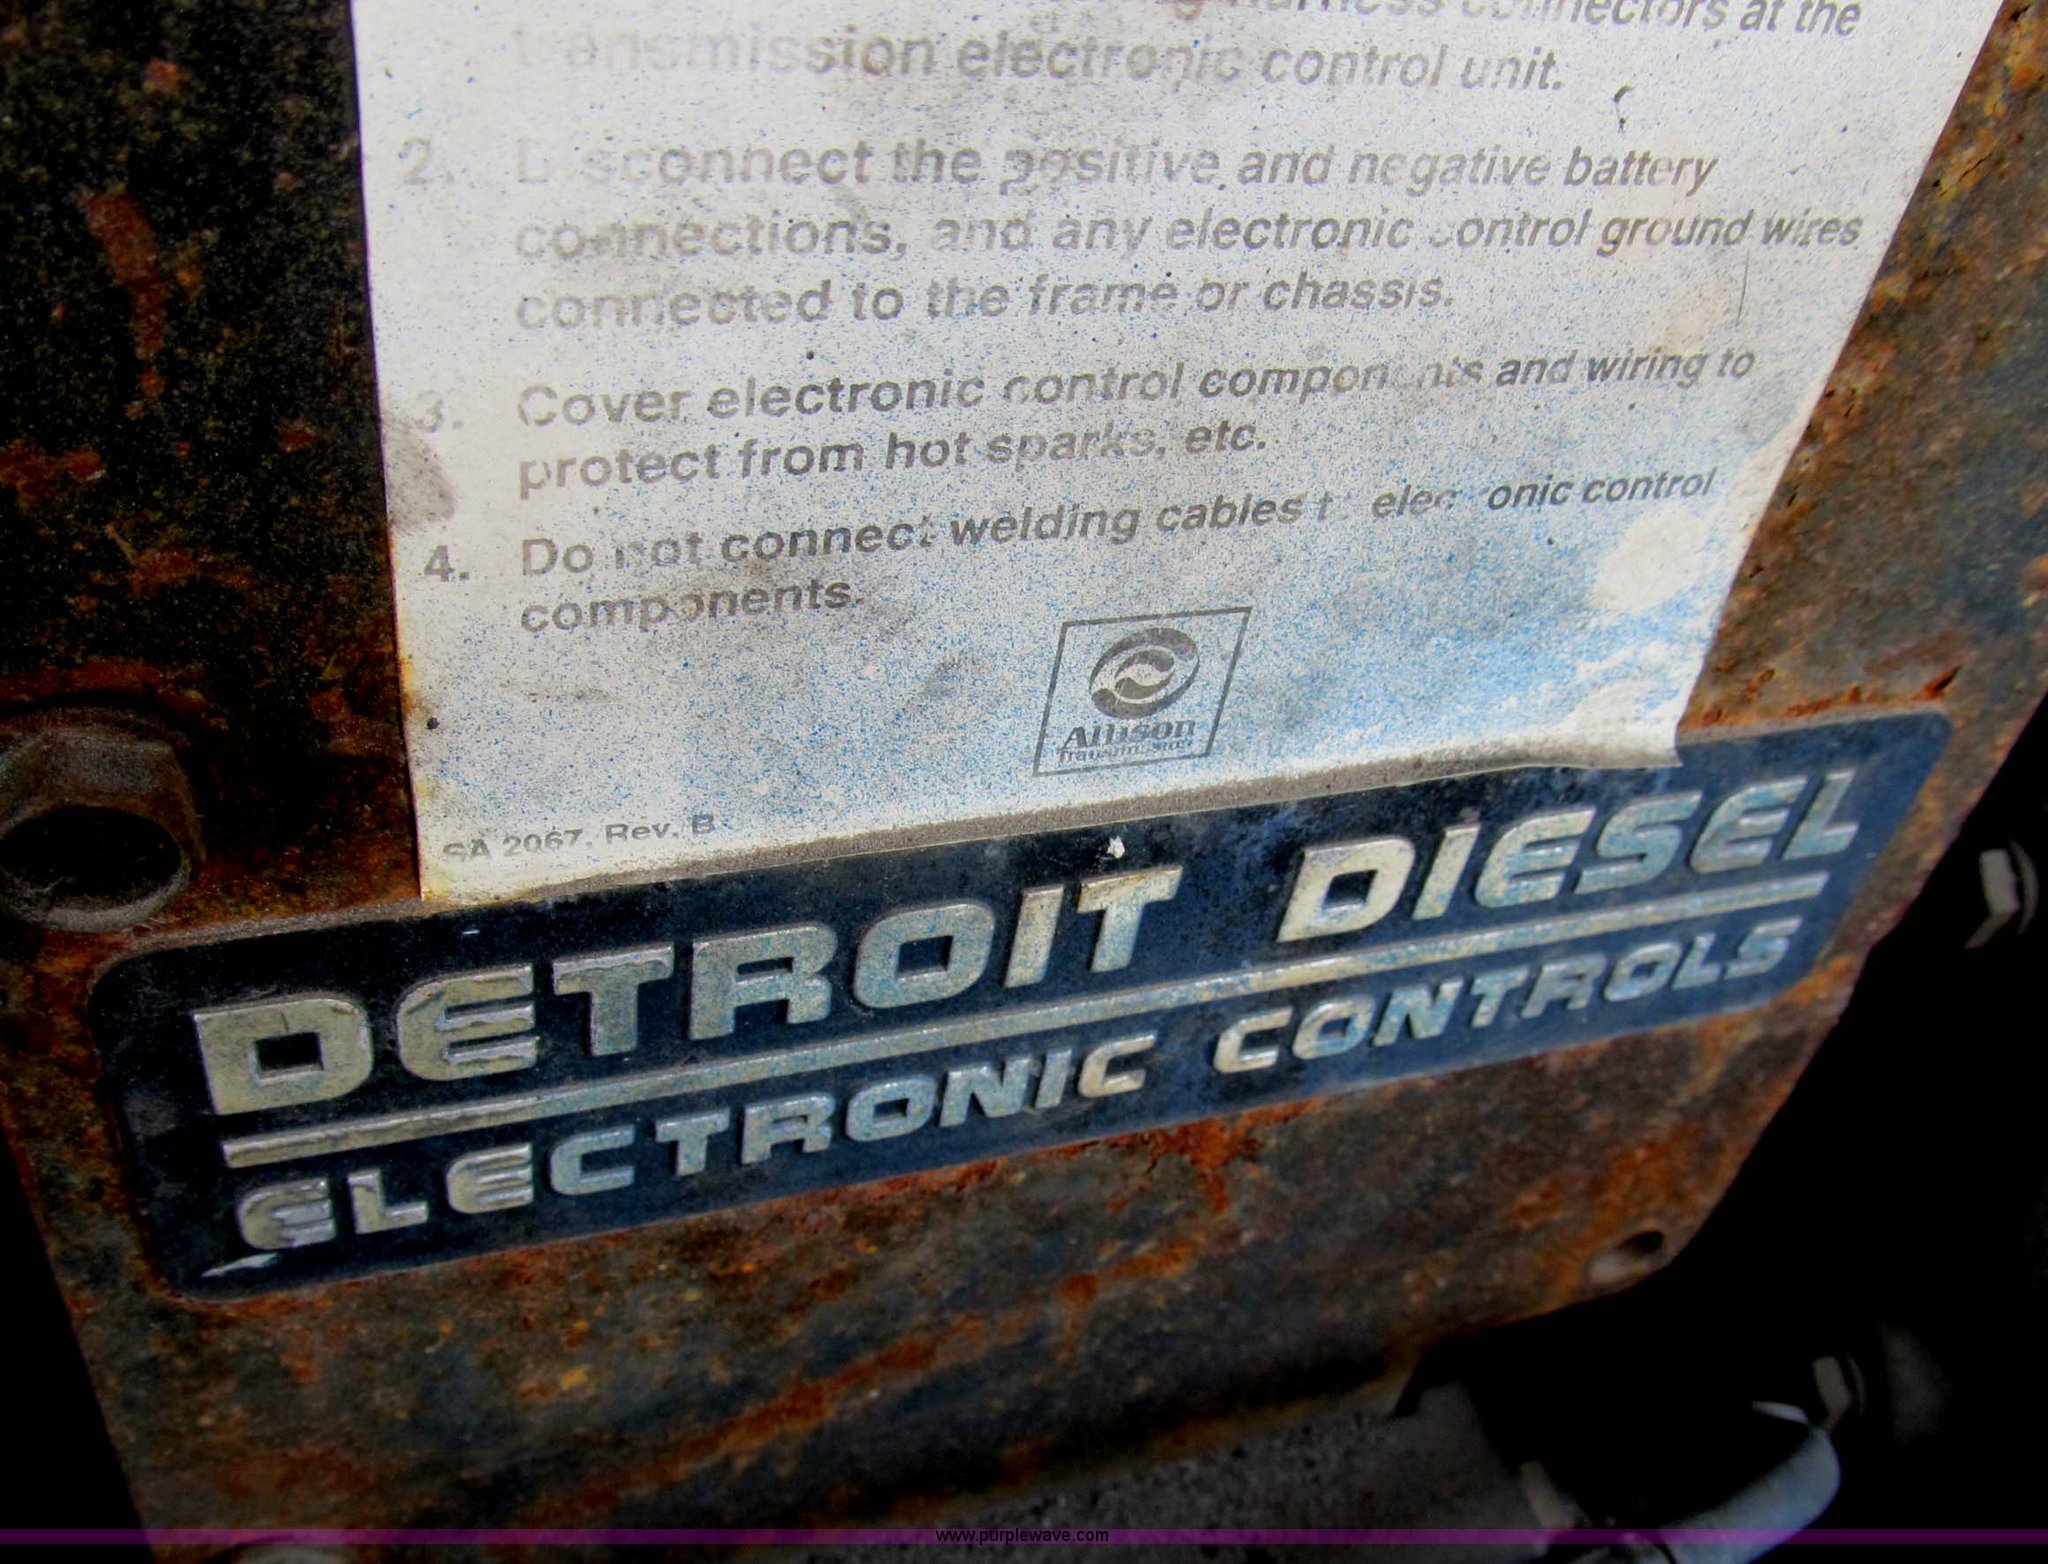 harness connectors at the
transmission electronic control unit.
2. Disconnect the positive and negative battery
connections, and any electronic control ground wires
connected to the frame or chassis.
3. Cover electronic control components and wiring to
protect from hot sparks, etc.
4. Do not connect welding cables to electronic control
components.
Allison
Transmission
SA 2067, Rev. B
DETROIT DIESEL
ELECTRONIC CONTROLS
www.purplewave.com